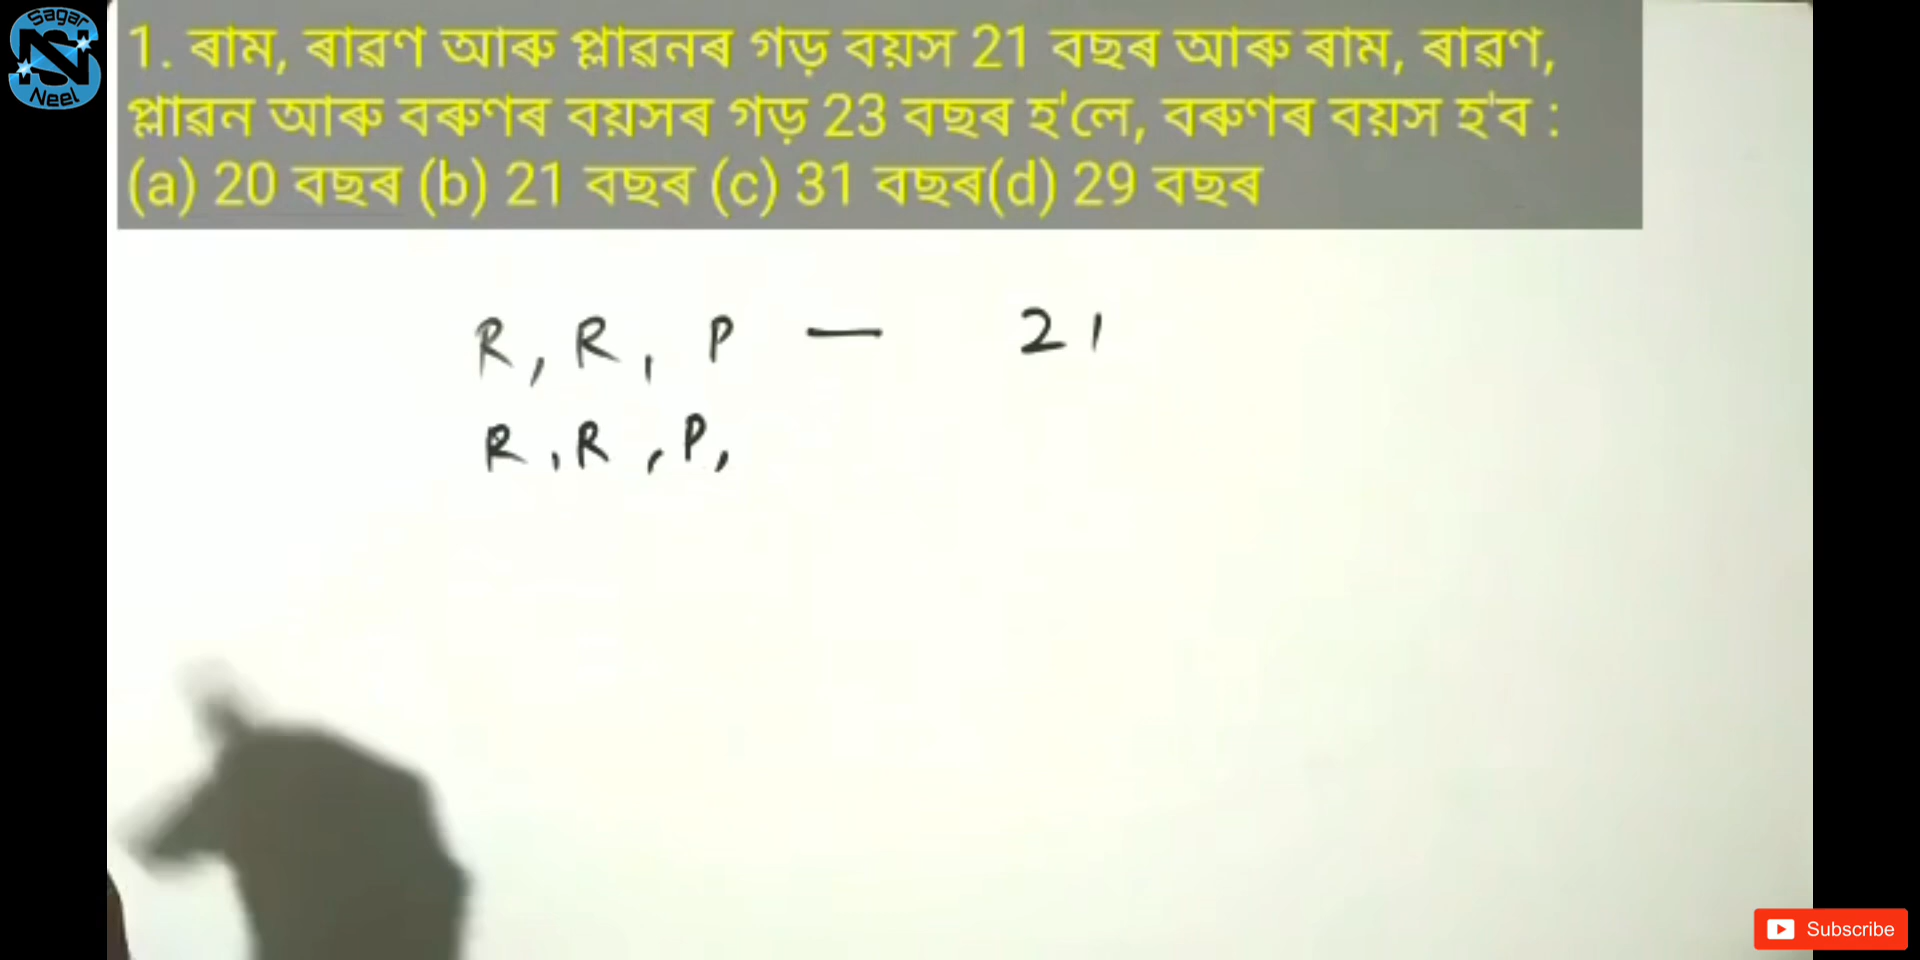 Sagar
Neel
1. ৰাম, ৰাৱণ আৰু প্লাৱনৰ গড় বয়স 21 বছৰ আৰু ৰাম, ৰাৱণ,
প্লাৱন আৰু বৰুণৰ বয়সৰ গড় 23 বছৰ হ'লে, বৰুণৰ বয়স হ'ব :
(a) 20 বছৰ (b) 21 বছৰ (c) 31 বছৰ(d) 29 বছৰ
R, R, P — 21
R, R, P,
Subscribe